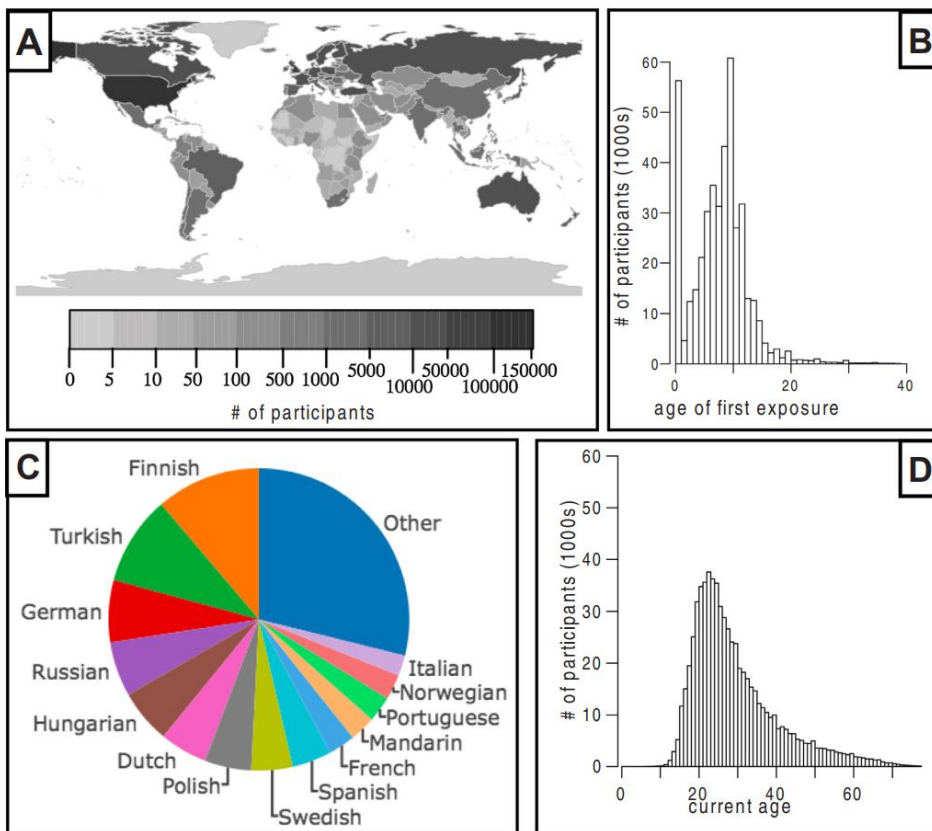 A
0 5 10 50 100 500 1000 5000 10000 50000 100000 150000
# of participants
B
# of participants (1000s)
60
50
40
30
20
10
0
0 20 40
age of first exposure
C
Finnish
Other
Turkish
German
Russian
Hungarian
Dutch
Polish
Swedish
Spanish
French
Mandarin
Portuguese
Norwegian
Italian
D
# of participants (1000s)
60
50
40
30
20
10
0
0 20 40 60
current age